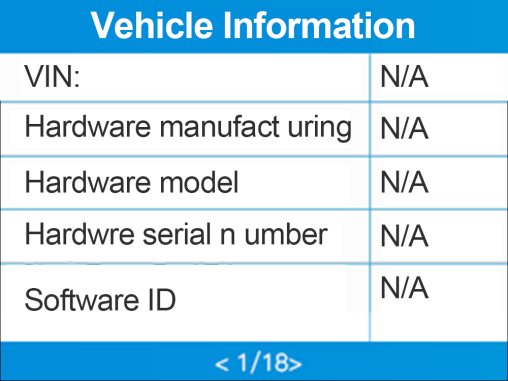 Vehicle Information
VIN: N/A
Hardware manufact uring N/A
Hardware model N/A
Hardwre serial n umber N/A
Software ID N/A
< 1/18>